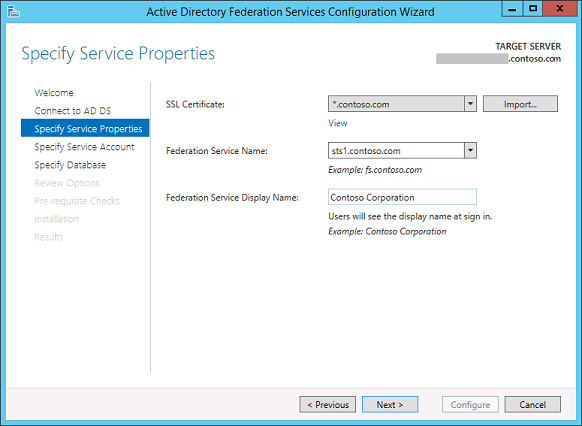 Active Directory Federation Services Configuration Wizard
Specify Service Properties
TARGET SERVER
.contoso.com
Welcome
Connect to AD DS
Specify Service Properties
Specify Service Account
Specify Database
Review Options
Pre-requisite Checks
Installation
Results
SSL Certificate:
*.contoso.com
Import...
View
Federation Service Name:
sts1.contoso.com
Example: fs.contoso.com
Federation Service Display Name:
Contoso Corporation
Users will see the display name at sign in.
Example: Contoso Corporation
< Previous
Next >
Configure
Cancel